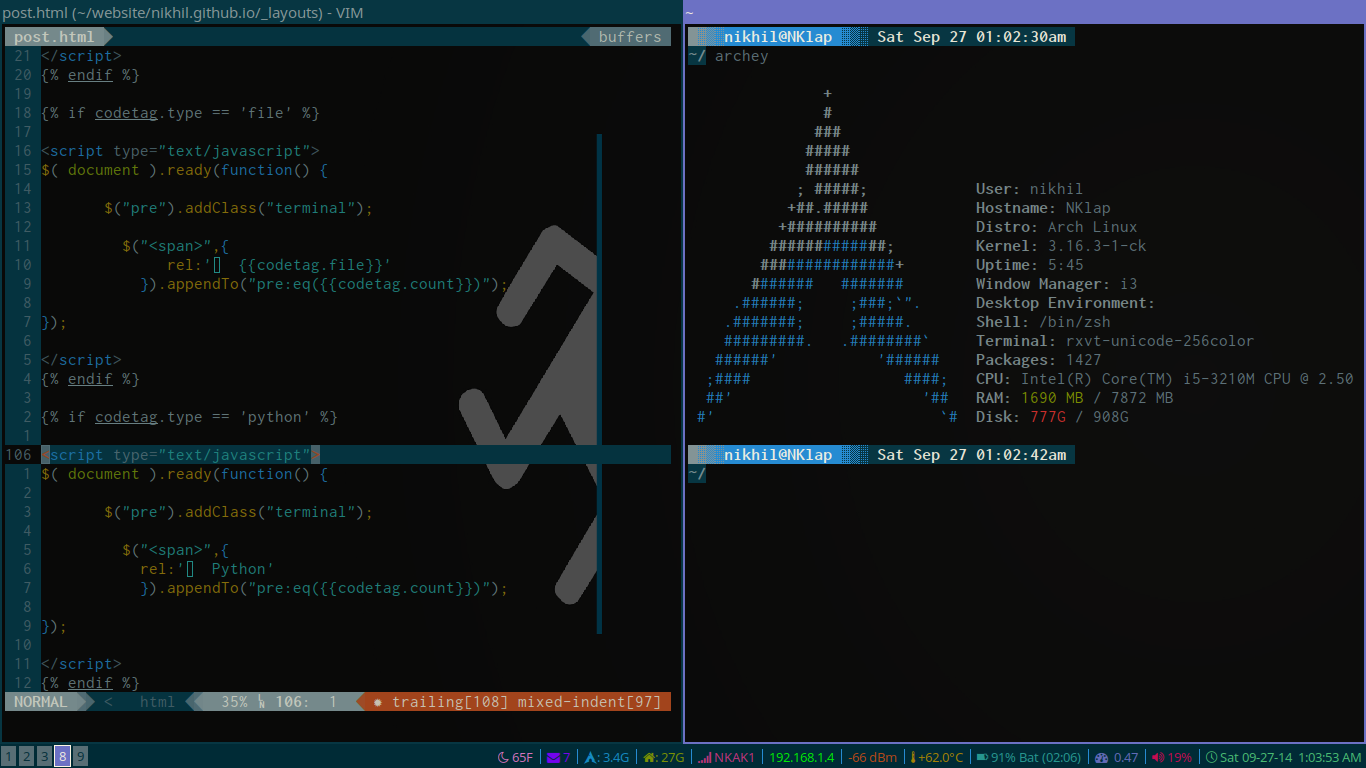 post.html (~/website/nikhil.github.io/_layouts) - VIM
post.html buffers
21 </script>
20 {% endif %}
19
18 {% if codetag.type == 'file' %}
17
16 <script type="text/javascript">
15 $( document ).ready(function() {
14
13 $("pre").addClass("terminal");
12
11 $("<span>",{
10 rel:' {{codetag.file}}'
9 }).appendTo("pre:eq({{codetag.count}})");
8
7 });
6
5 </script>
4 {% endif %}
3
2 {% if codetag.type == 'python' %}
1
106 <script type="text/javascript">
1 $( document ).ready(function() {
2
3 $("pre").addClass("terminal");
4
5 $("<span>",{
6 rel:' Python'
7 }).appendTo("pre:eq({{codetag.count}})");
8
9 });
10
11 </script>
12 {% endif %}
NORMAL < html 35% 106: 1 trailing[108] mixed-indent[97]
~
nikhil@NKlap Sat Sep 27 01:02:30am
~/ archey
+
#
###
#####
######
; #####;
+##.#####
+##########
#############;
###############+
####### #######
.######; ;###;`".
.#######; ;#####.
#########. .########`
######' '######
;#### ####;
##' '##
#' `#
User: nikhil
Hostname: NKlap
Distro: Arch Linux
Kernel: 3.16.3-1-ck
Uptime: 5:45
Window Manager: i3
Desktop Environment:
Shell: /bin/zsh
Terminal: rxvt-unicode-256color
Packages: 1427
CPU: Intel(R) Core(TM) i5-3210M CPU @ 2.50
RAM: 1690 MB / 7872 MB
Disk: 777G / 908G
nikhil@NKlap Sat Sep 27 01:02:42am
~/
1 2 3 8 9 65F 7 : 3.4G : 27G NKAK1 192.168.1.4 -66 dBm +62.0°C 91% Bat (02:06) 0.47 19% Sat 09-27-14 1:03:53 AM